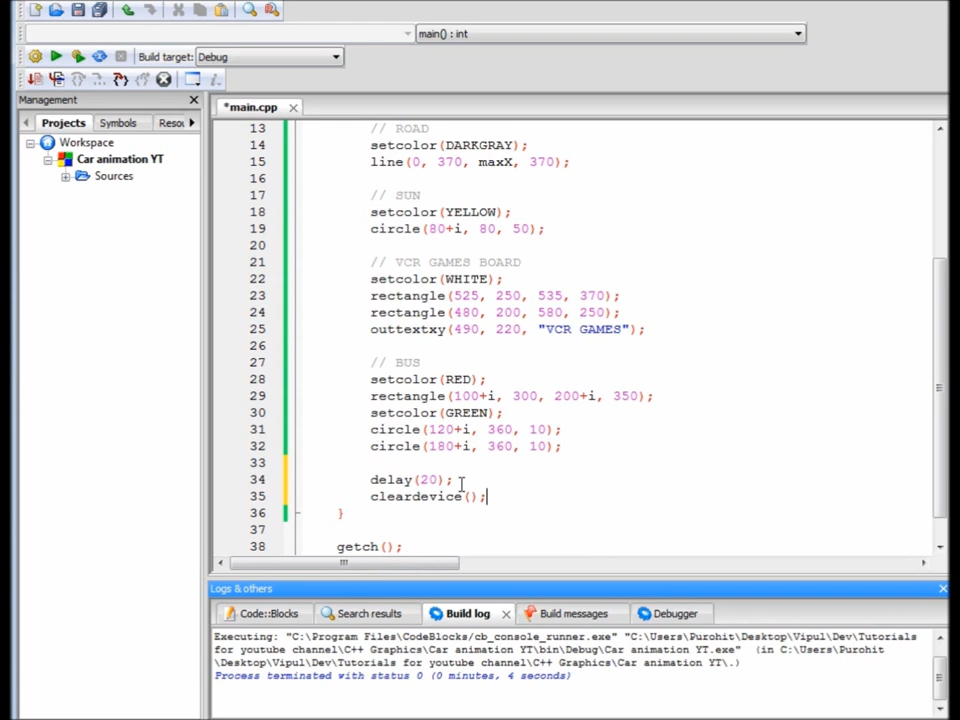 main() : int
Build target: Debug
Management
*main.cpp
Projects Symbols Resou
Workspace
Car animation YT
Sources
13 // ROAD
14 setcolor(DARKGRAY);
15 line(0, 370, maxX, 370);
16
17 // SUN
18 setcolor(YELLOW);
19 circle(80+i, 80, 50);
20
21 // VCR GAMES BOARD
22 setcolor(WHITE);
23 rectangle(525, 250, 535, 370);
24 rectangle(480, 200, 580, 250);
25 outtextxy(490, 220, "VCR GAMES");
26
27 // BUS
28 setcolor(RED);
29 rectangle(100+i, 300, 200+i, 350);
30 setcolor(GREEN);
31 circle(120+i, 360, 10);
32 circle(180+i, 360, 10);
33
34 delay(20);
35 cleardevice();
36 }
37
38 getch();
Logs & others
Code::Blocks Search results Build log Build messages Debugger
Executing: "C:\Program Files\CodeBlocks/cb_console_runner.exe" "C:\Users\Purohit\Desktop\Vipul\Dev\Tutorials
for youtube channel\C++ Graphics\Car animation YT\bin\Debug\Car animation YT.exe" (in C:\Users\Purohit
\Desktop\Vipul\Dev\Tutorials for youtube channel\C++ Graphics\Car animation YT\.)
Process terminated with status 0 (0 minutes, 4 seconds)